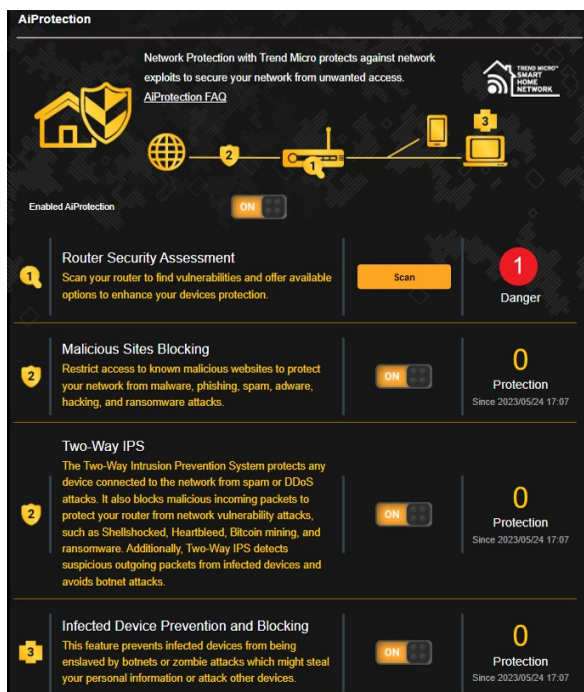 AiProtection
Network Protection with Trend Micro protects against network
exploits to secure your network from unwanted access.
AiProtection FAQ
TREND MICRO™
SMART
HOME
NETWORK
3
2
1
Enabled AiProtection
ON
1
Router Security Assessment
Scan your router to find vulnerabilities and offer available
options to enhance your devices protection.
Scan
1
Danger
2
Malicious Sites Blocking
Restrict access to known malicious websites to protect
your network from malware, phishing, spam, adware,
hacking, and ransomware attacks.
ON
0
Protection
Since 2023/05/24 17:07
2
Two-Way IPS
The Two-Way Intrusion Prevention System protects any
device connected to the network from spam or DDoS
attacks. It also blocks malicious incoming packets to
protect your router from network vulnerability attacks,
such as Shellshocked, Heartbleed, Bitcoin mining, and
ransomware. Additionally, Two-Way IPS detects
suspicious outgoing packets from infected devices and
avoids botnet attacks.
ON
0
Protection
Since 2023/05/24 17:07
3
Infected Device Prevention and Blocking
This feature prevents infected devices from being
enslaved by botnets or zombie attacks which might steal
your personal information or attack other devices.
ON
0
Protection
Since 2023/05/24 17:07